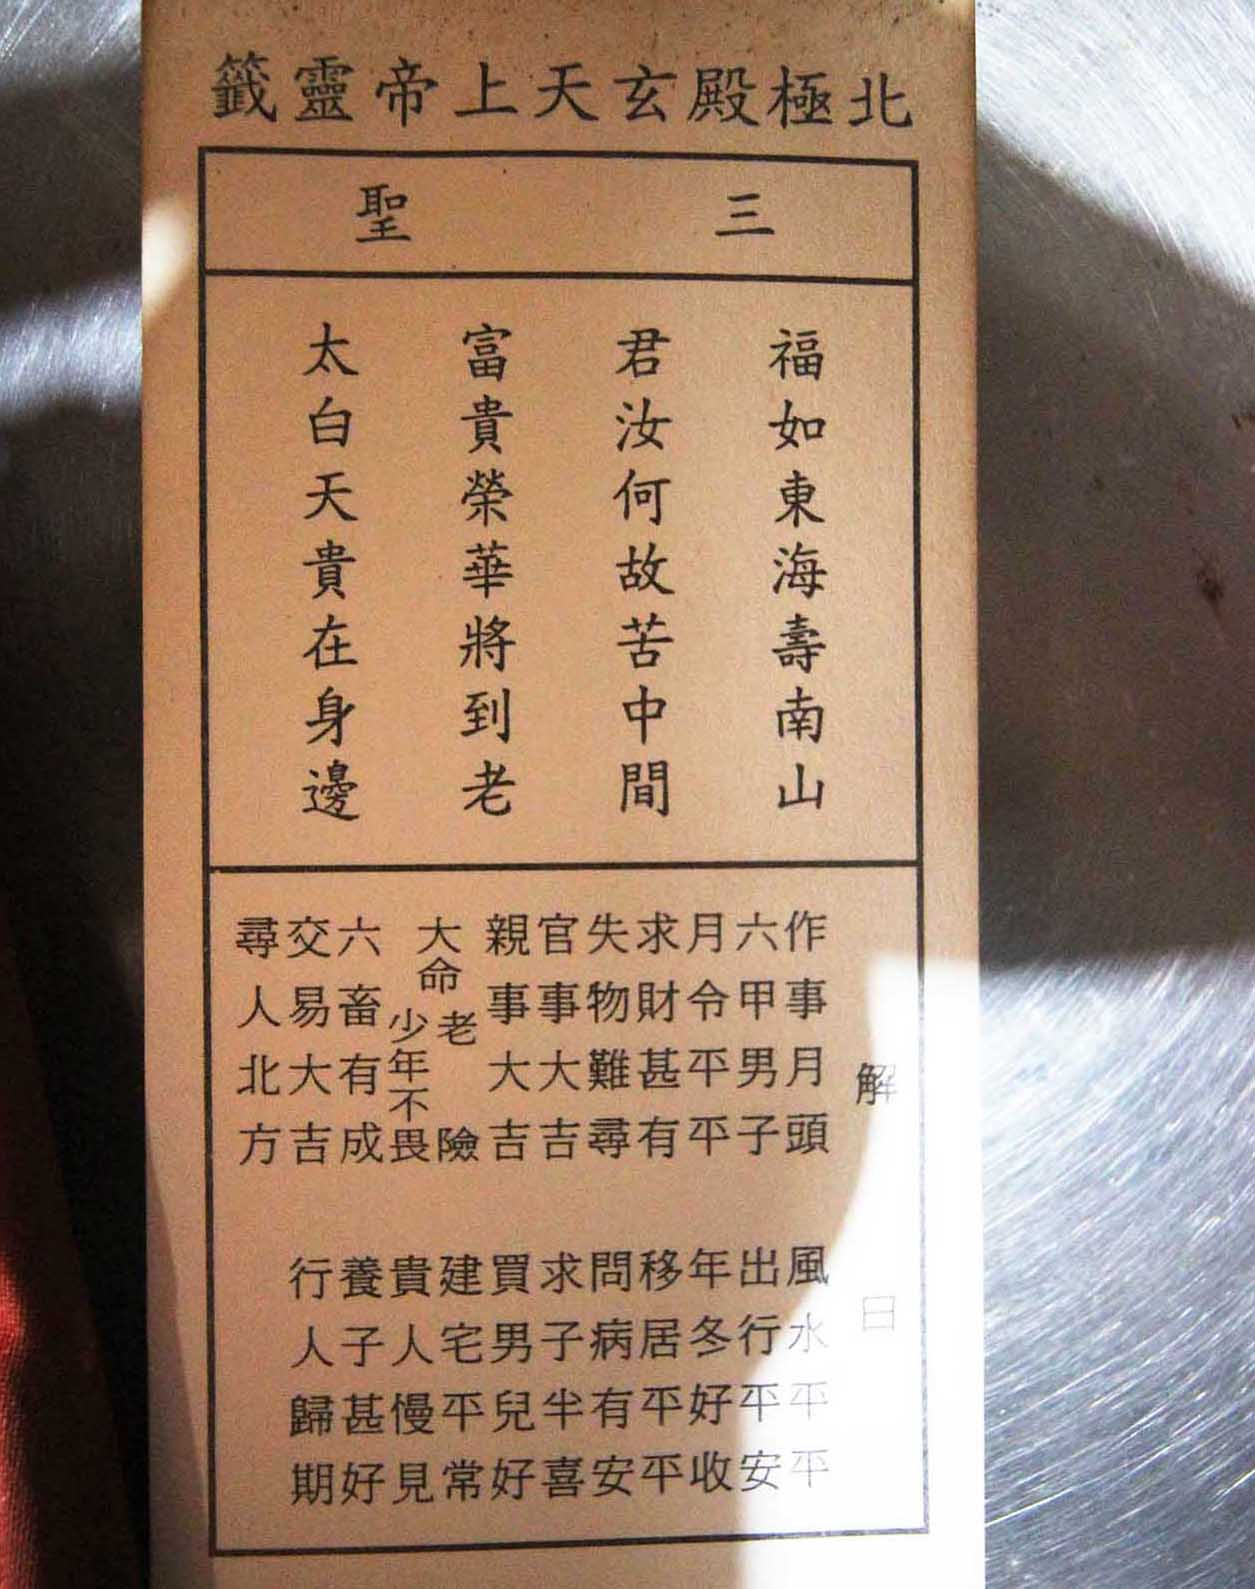 北極殿玄天上帝靈籤
三聖
福如東海壽南山
君汝何故苦中間
富貴榮華將到老
太白天貴在身邊
解曰
作事月頭
六甲男子
月令平平
求財甚有
失物難尋
官事大吉
親事大吉
大命老險
少年不畏
六畜有成
交易大吉
尋人北方
風水平平
出行平安
年冬好收
移居平平
問病有安
求子半喜
買男兒好
建宅平常
貴人慢見
養子甚好
行人歸期